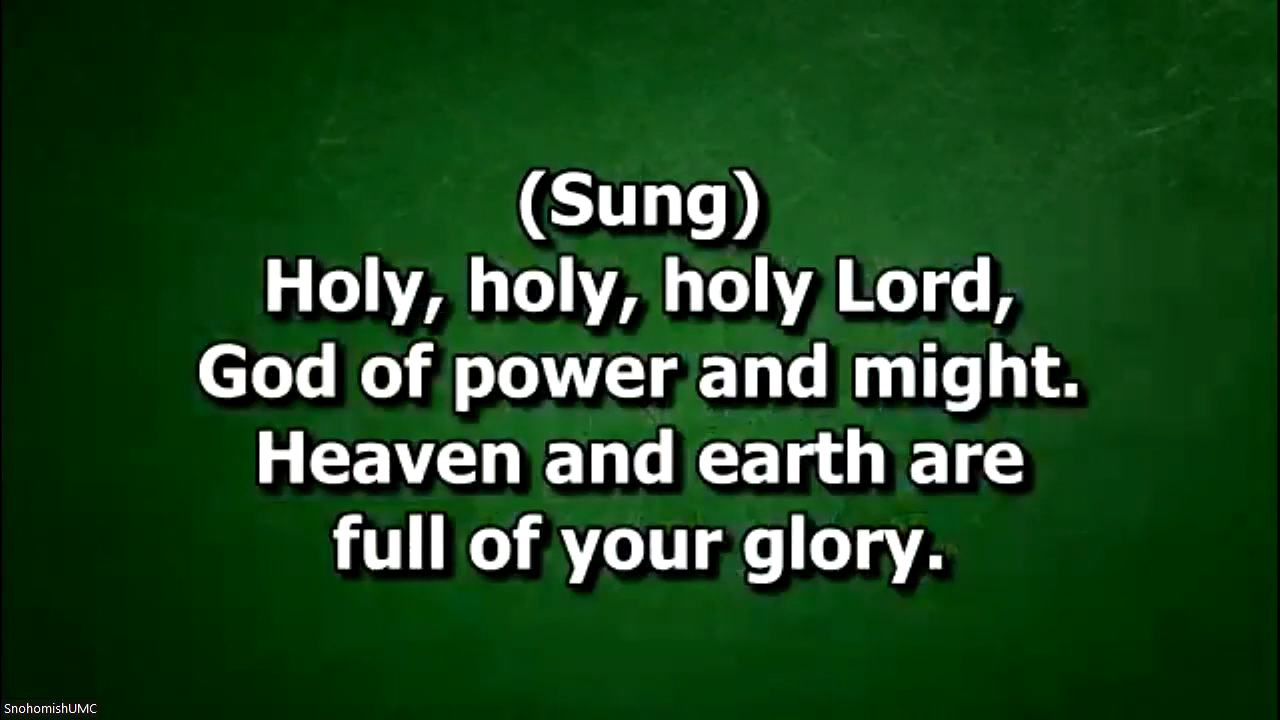 (Sung)
Holy, holy, holy Lord,
God of power and might.
Heaven and earth are
full of your glory.
SnohomishUMC